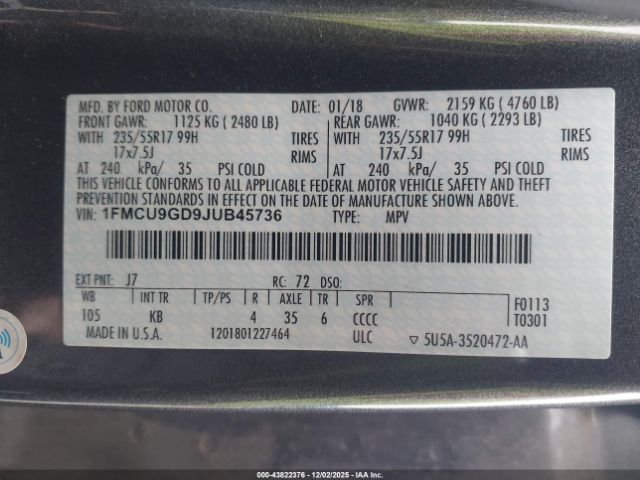 MFD. BY FORD MOTOR CO. DATE: 01/18 GVWR: 2159 KG ( 4760 LB)
FRONT GAWR: 1125 KG ( 2480 LB) REAR GAWR: 1040 KG ( 2293 LB)
WITH 235/55R17 99H TIRES WITH 235/55R17 99H TIRES
17x7.5J RIMS 17x7.5J RIMS
AT 240 kPa/ 35 PSI COLD AT 240 kPa/ 35 PSI COLD
THIS VEHICLE CONFORMS TO ALL APPLICABLE FEDERAL MOTOR VEHICLE SAFETY AND THEFT
PREVENTION STANDARDS IN EFFECT ON THE DATE OF MANUFACTURE SHOWN ABOVE.
VIN: 1FMCU9GD9JUB45736 TYPE: MPV
EXT PNT: J7 RC: 72 DSO:
WB INT TR TP/PS R AXLE TR SPR F0113
105 KB 4 35 6 CCCC T0301
MADE IN U.S.A. 1201801227464 ULC ▽ 5U5A-3520472-AA
000-43822376 - 12/02/2025 - IAA Inc.